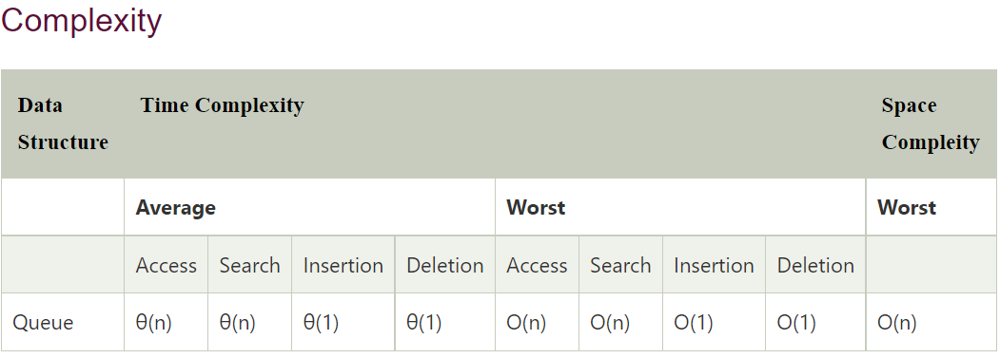 Complexity
Data Structure Time Complexity Space Compleity
Average Worst Worst
Access Search Insertion Deletion Access Search Insertion Deletion
Queue θ(n) θ(n) θ(1) θ(1) O(n) O(n) O(1) O(1) O(n)